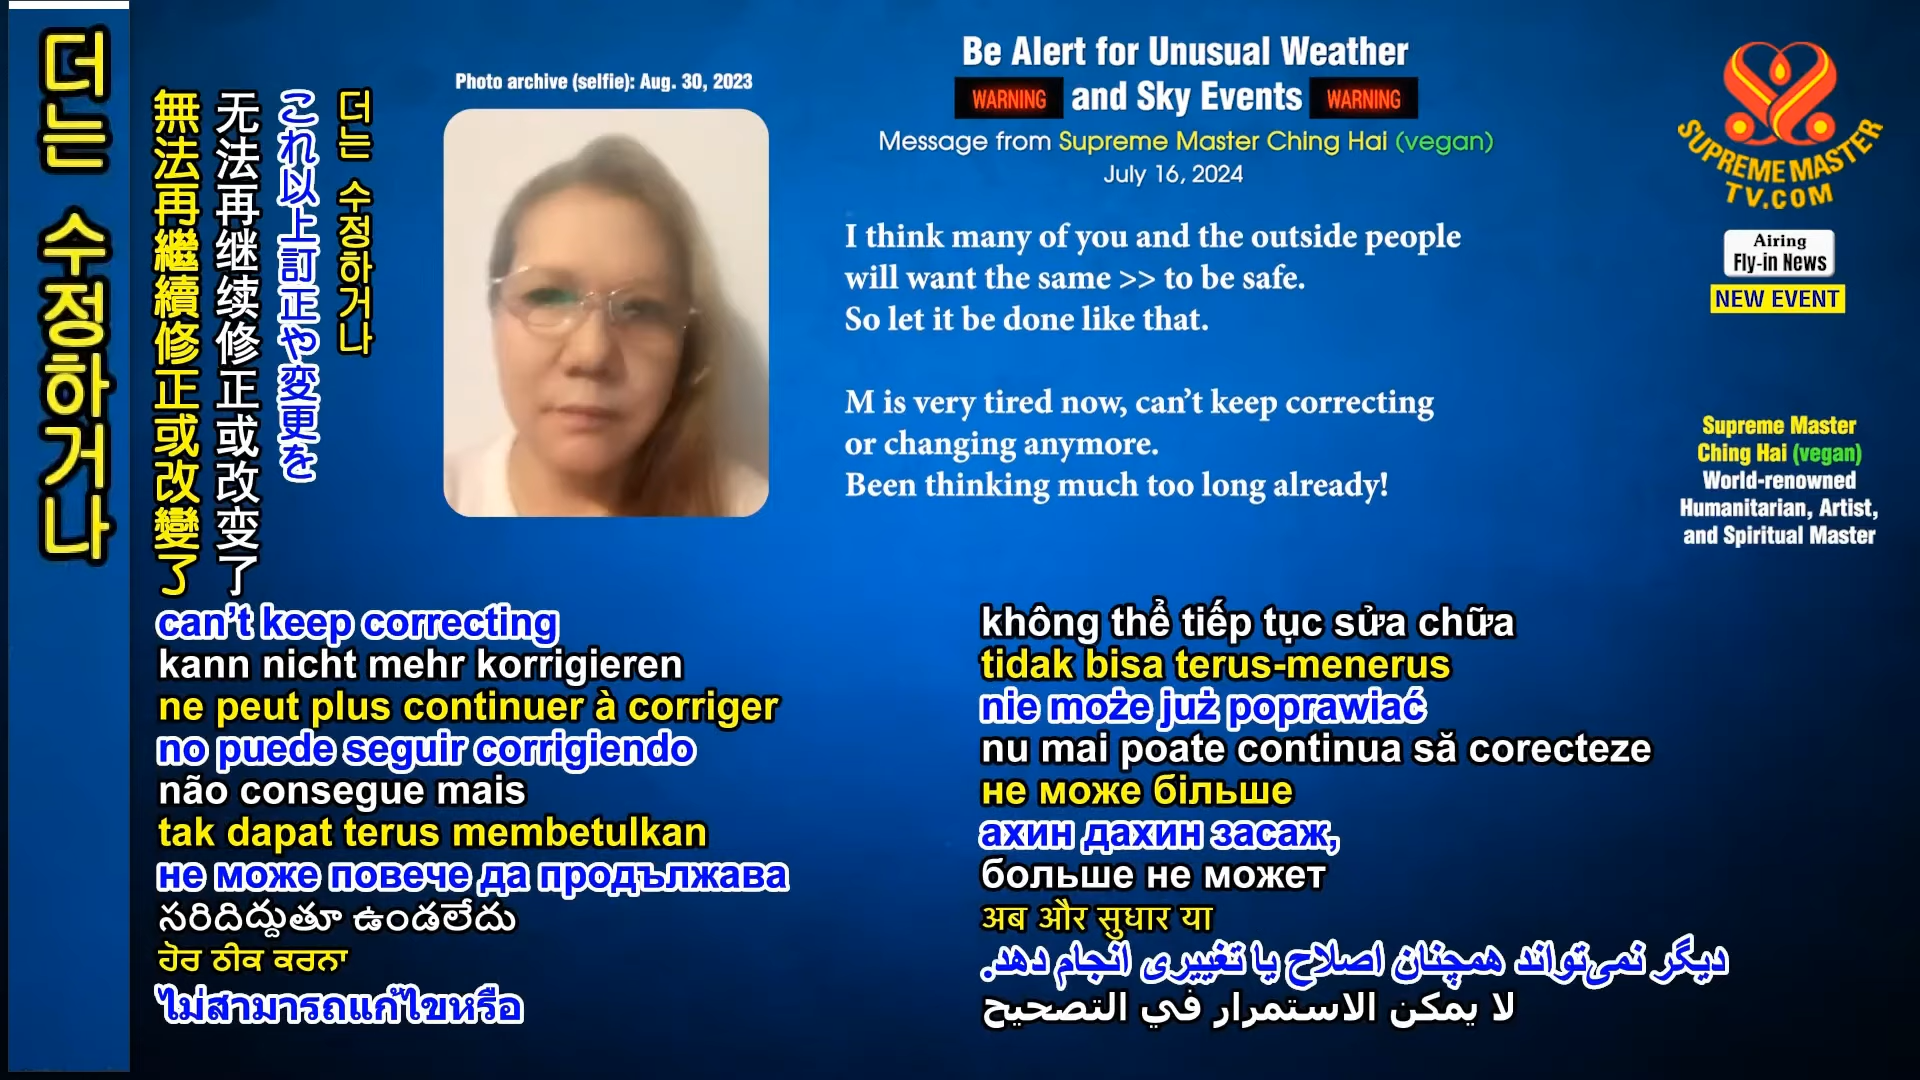 더는 수정하거나
無法再繼續修正或改變了
无法再继续修正或改变了
これ以上訂正や変更を
더는 수정하거나
Photo archive (selfie): Aug. 30, 2023
Be Alert for Unusual Weather
WARNING and Sky Events WARNING
Message from Supreme Master Ching Hai (vegan)
July 16, 2024
I think many of you and the outside people
will want the same >> to be safe.
So let it be done like that.
M is very tired now, can't keep correcting
or changing anymore.
Been thinking much too long already!
SUPREME MASTER
TV.COM
Airing
Fly-in News
NEW EVENT
Supreme Master
Ching Hai (vegan)
World-renowned
Humanitarian, Artist,
and Spiritual Master
can't keep correcting
kann nicht mehr korrigieren
ne peut plus continuer à corriger
no puede seguir corrigiendo
não consegue mais
tak dapat terus membetulkan
не може повече да продължава
సరిదిద్దుతూ ఉండలేదు
ਹੋਰ ਠੀਕ ਕਰਨਾ
ไม่สามารถแก้ไขหรือ
không thể tiếp tục sửa chữa
tidak bisa terus-menerus
nie może już poprawiać
nu mai poate continua să corecteze
не може більше
ахин дахин засаж,
больше не может
अब और सुधार या
دیگر نمی‌تواند همچنان اصلاح یا تغییری انجام دهد.
لا يمكن الاستمرار في التصحيح